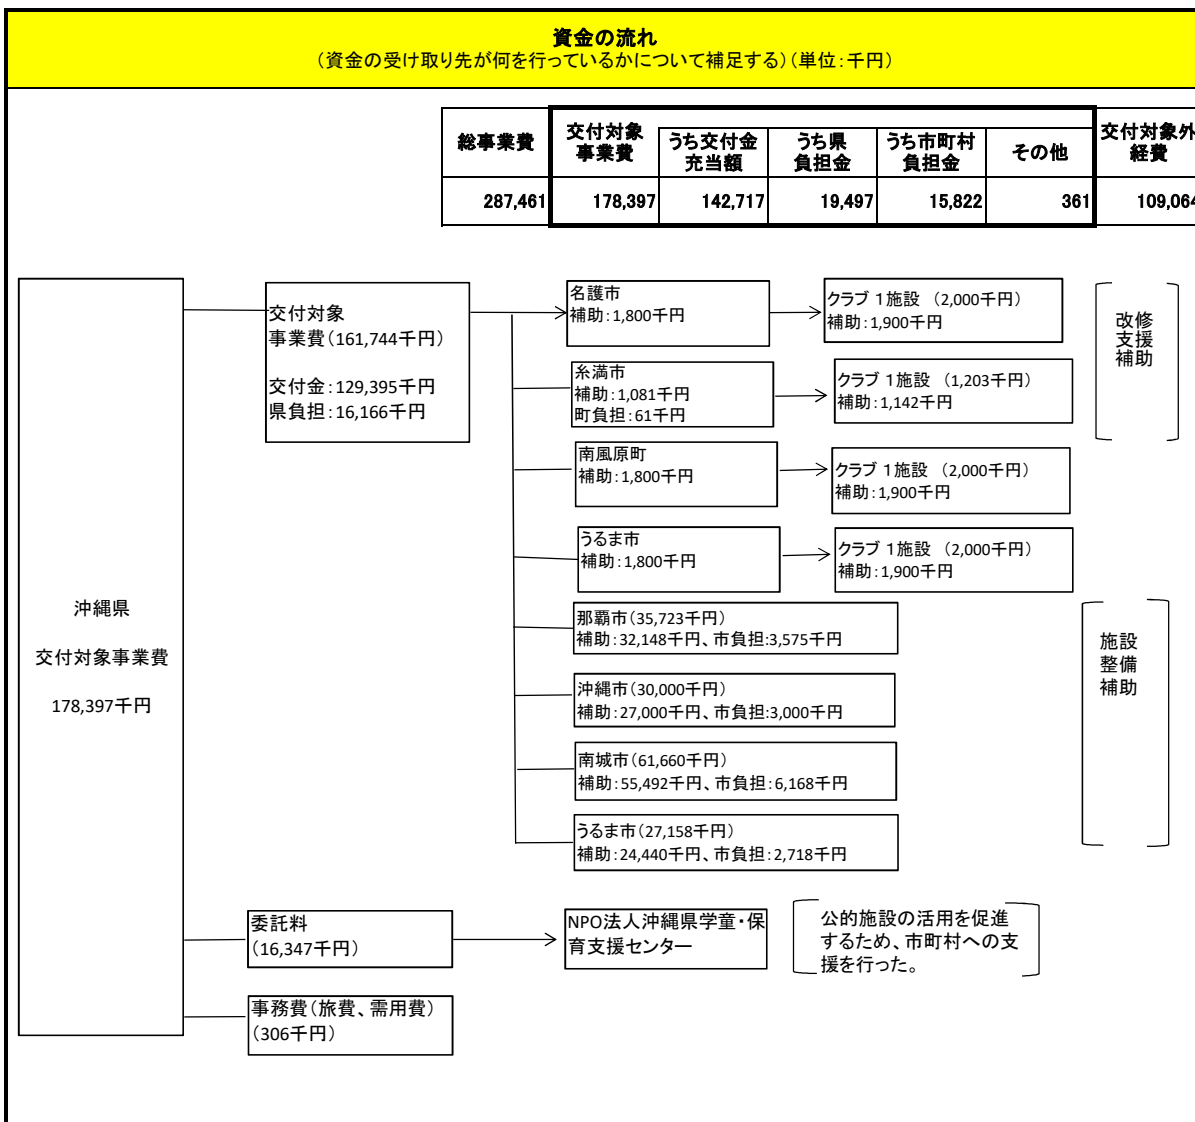 資金の流れ
（資金の受け取り先が何を行っているかについて補足する）（単位：千円）
総事業費
交付対象
事業費
うち交付金
充当額
うち県
負担金
うち市町村
負担金
その他
交付対象外
経費
287,461
178,397
142,717
19,497
15,822
361
109,064
沖縄県
交付対象事業費
178,397千円
交付対象
事業費（161,744千円）
交付金：129,395千円
県負担：16,166千円
名護市
補助：1,800千円
クラブ 1施設 （2,000千円）
補助：1,900千円
改修
支援
補助
糸満市
補助：1,081千円
町負担：61千円
クラブ 1施設 （1,203千円）
補助：1,142千円
南風原町
補助：1,800千円
クラブ 1施設 （2,000千円）
補助：1,900千円
うるま市
補助：1,800千円
クラブ 1施設 （2,000千円）
補助：1,900千円
那覇市（35,723千円）
補助：32,148千円、市負担：3,575千円
沖縄市（30,000千円）
補助：27,000千円、市負担：3,000千円
南城市（61,660千円）
補助：55,492千円、市負担：6,168千円
うるま市（27,158千円）
補助：24,440千円、市負担：2,718千円
施設
整備
補助
委託料
（16,347千円）
NPO法人沖縄県学童・保
育支援センター
公的施設の活用を促進
するため、市町村への支
援を行った。
事務費（旅費、需用費）
（306千円）